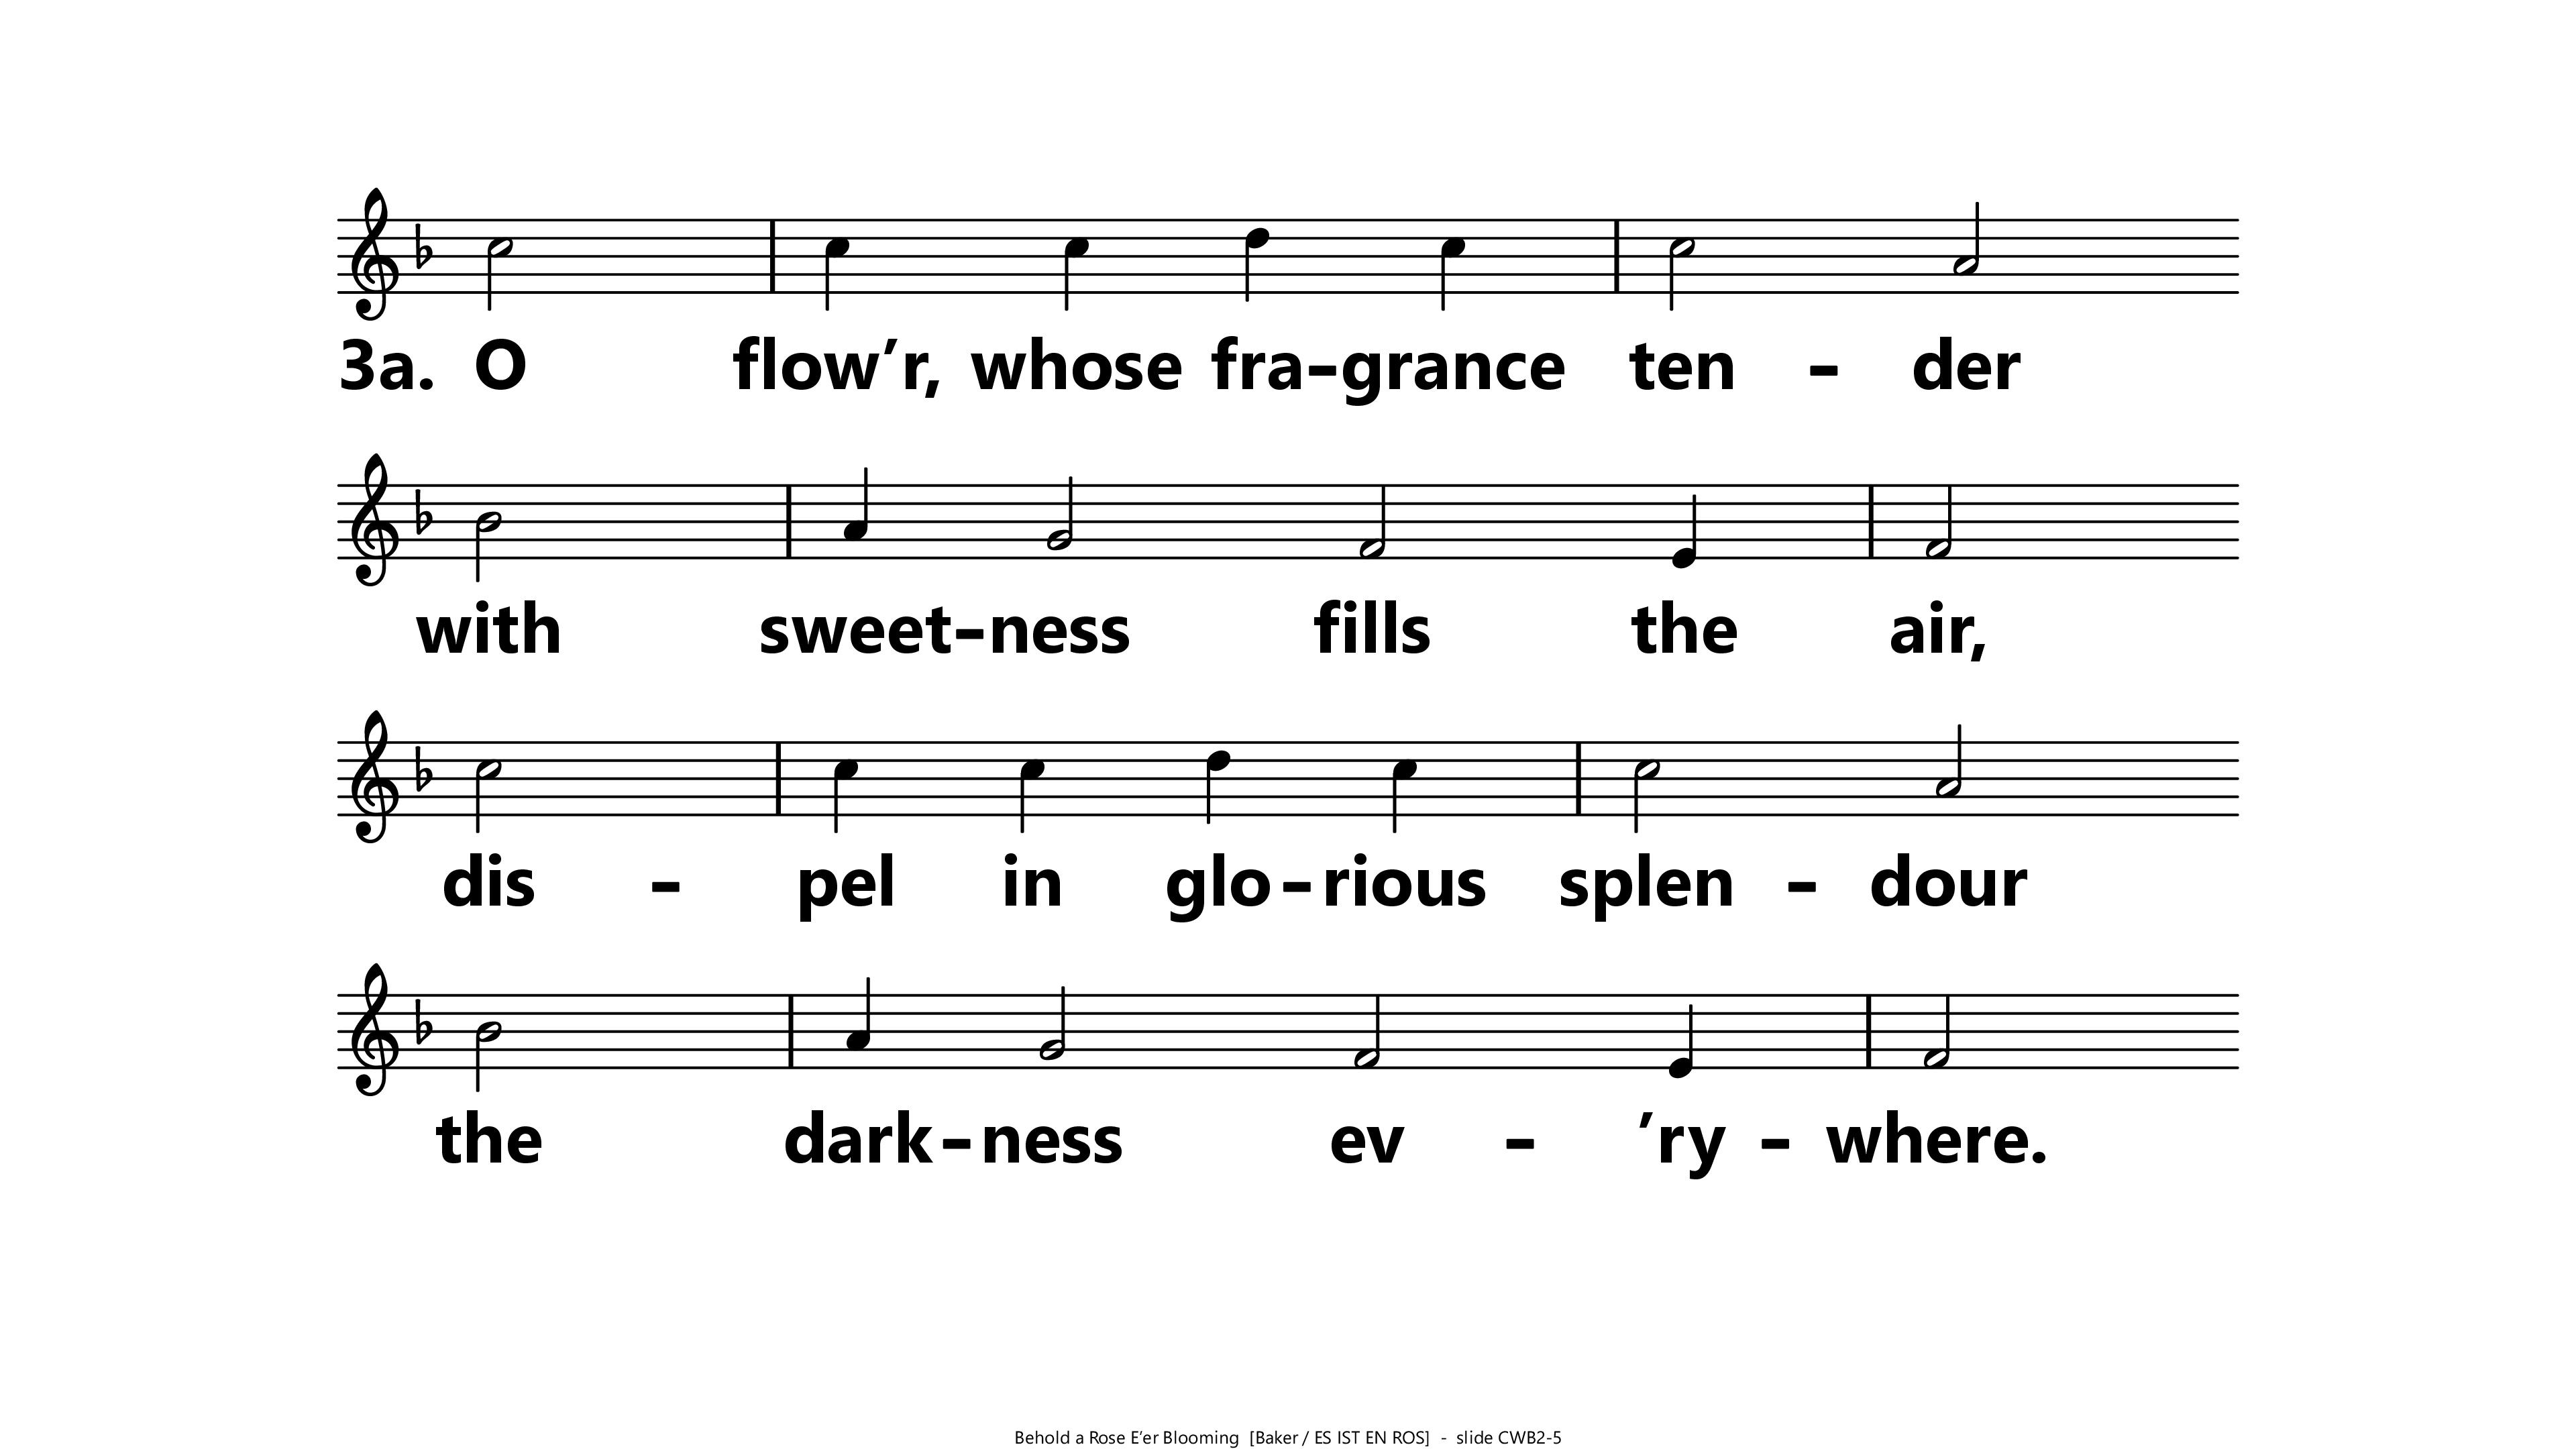 3a. O flow’r, whose fra-grance ten - der
with sweet-ness fills the air,
dis - pel in glo-rious splen - dour
the dark-ness ev - ’ry - where.
Behold a Rose E’er Blooming [Baker / ES IST EN ROS] - slide CWB2-5